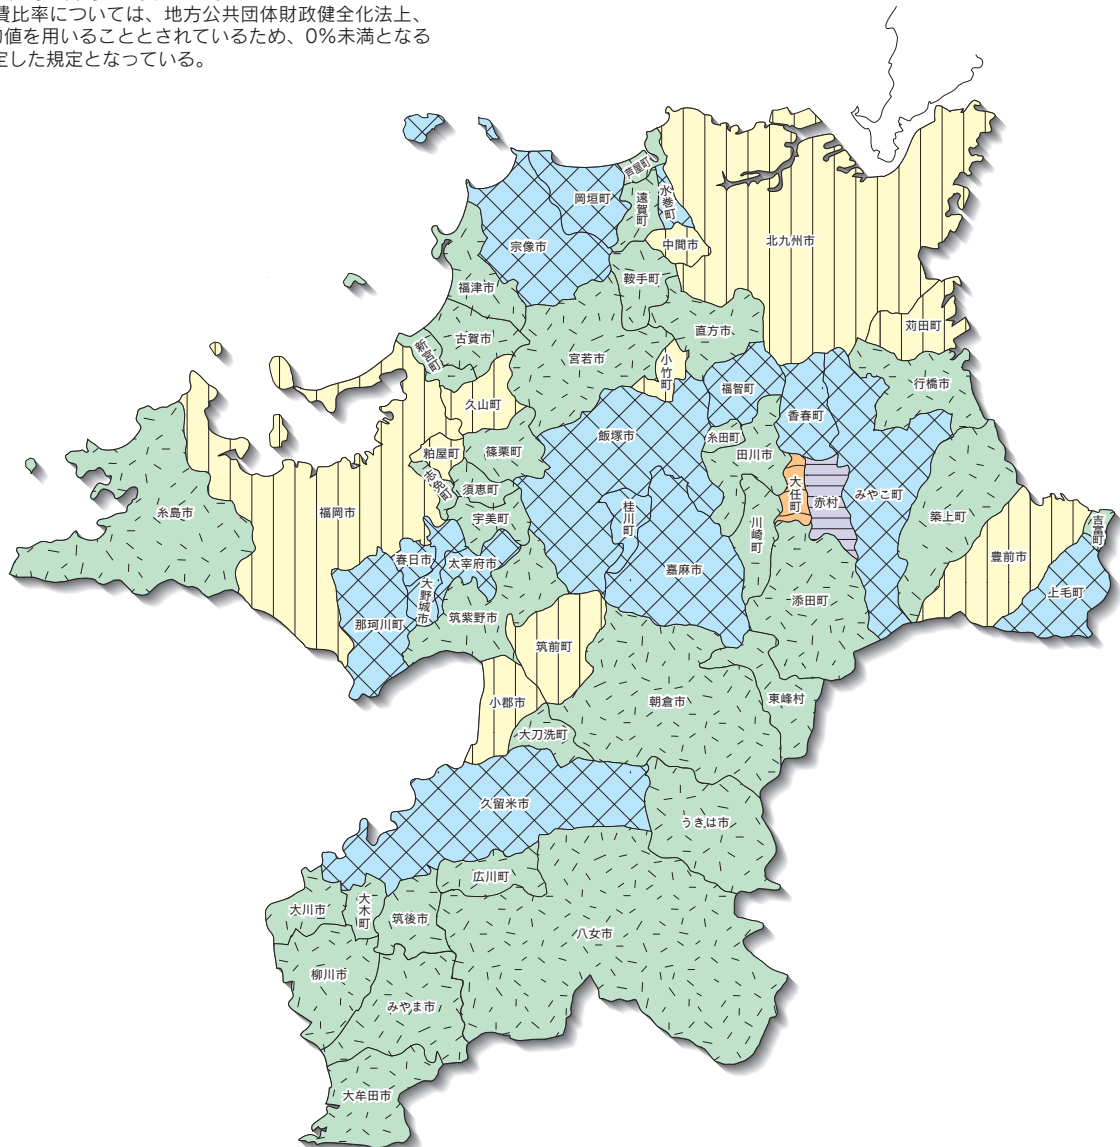 費比率については、地方公共団体財政健全化法上、
値を用いることとされているため、0%未満となる
定した規定となっている。
芦屋町
岡垣町
水巻町
遠賀町
北九州市
宗像市
中間市
鞍手町
福津市
苅田町
直方市
古賀市
新宮町
宮若市
小竹町
行橋市
福智町
久山町
香春町
飯塚市
糸田町
粕屋町
篠栗町
田川市
志免町
須恵町
大任町
みやこ町
赤村
桂川町
糸島市
福岡市
宇美町
築上町
吉富町
川崎町
豊前市
春日市
太宰府市
嘉麻市
上毛町
大野城市
添田町
那珂川町
筑紫野市
筑前町
小郡市
朝倉市
東峰村
大刀洗町
久留米市
うきは市
広川町
大川市
大木町
筑後市
八女市
柳川市
みやま市
大牟田市